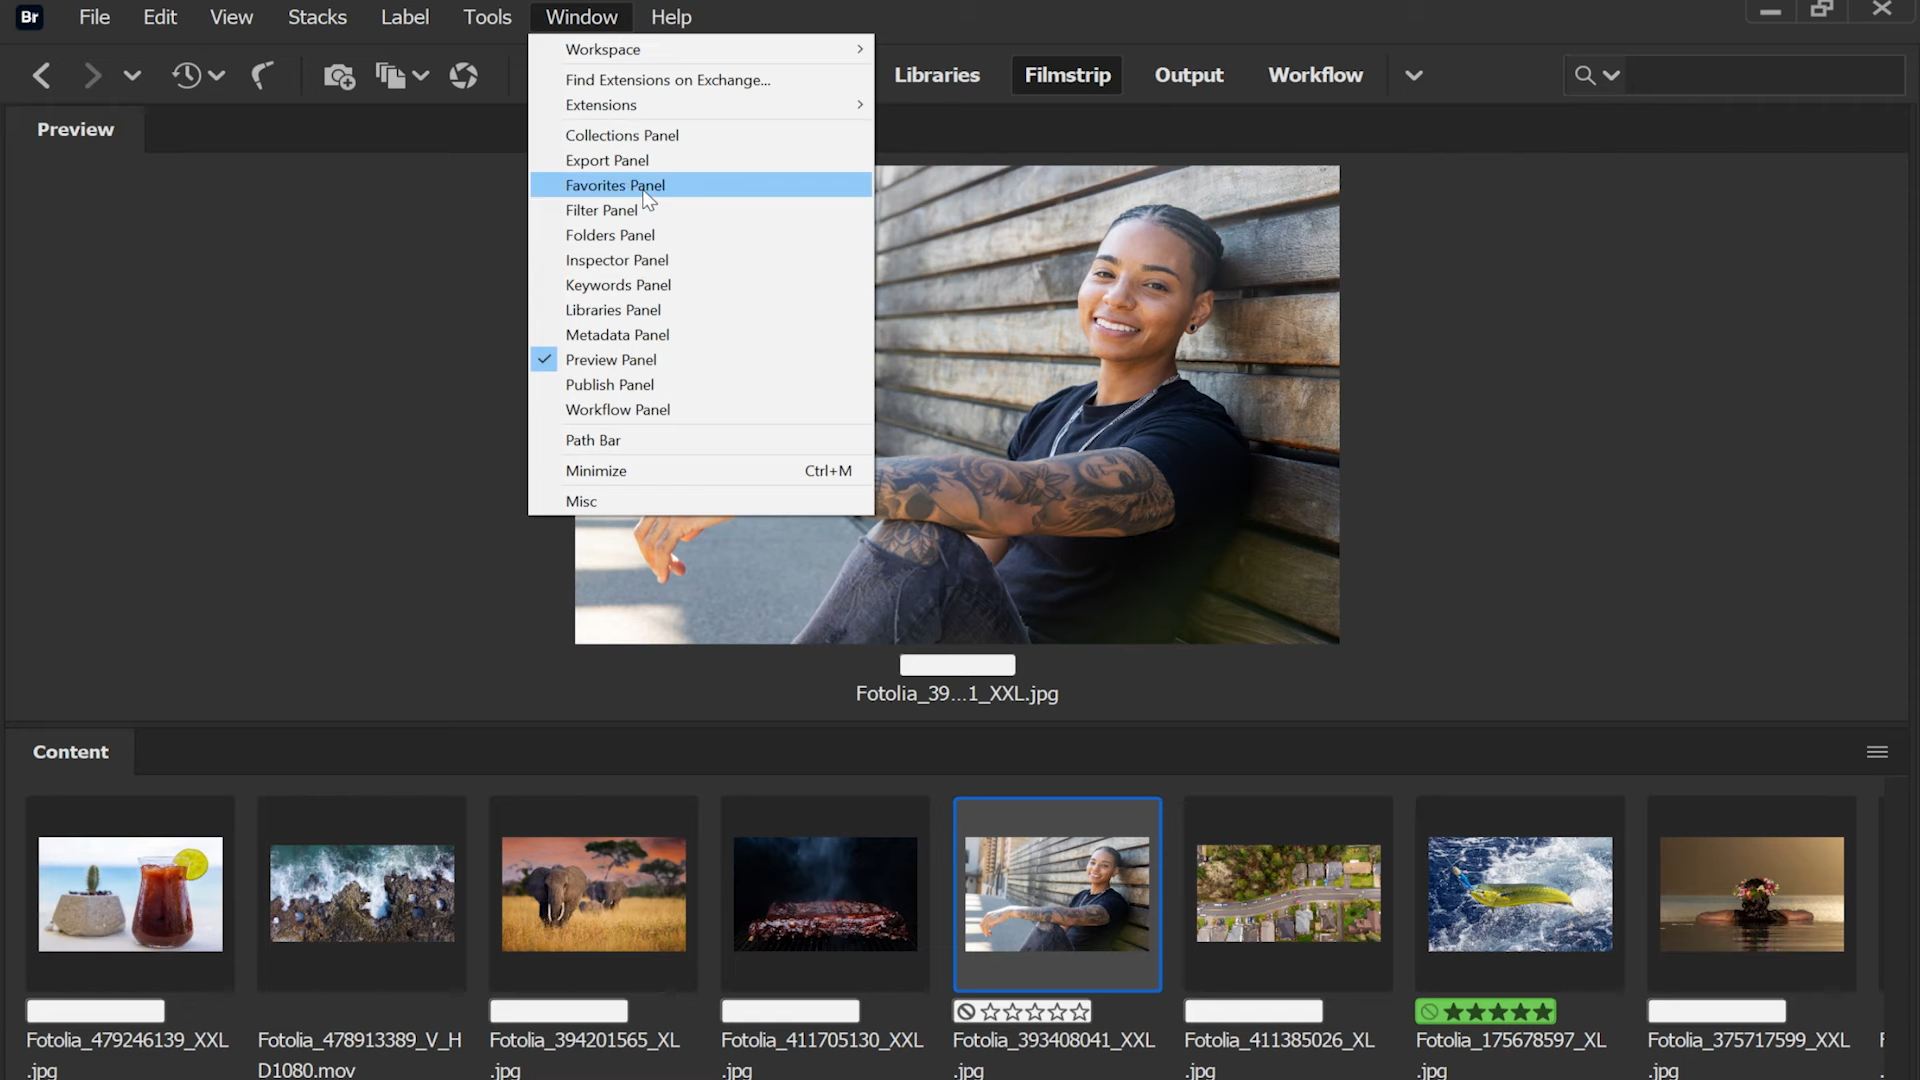 Br File Edit View Stacks Label Tools Window Help
Libraries Filmstrip Output Workflow
Preview
Workspace
Find Extensions on Exchange...
Extensions
Collections Panel
Export Panel
Favorites Panel
Filter Panel
Folders Panel
Inspector Panel
Keywords Panel
Libraries Panel
Metadata Panel
Preview Panel
Publish Panel
Workflow Panel
Path Bar
Minimize Ctrl+M
Misc
Fotolia_39...1_XXL.jpg
Content
Fotolia_479246139_XXL
.jpg
Fotolia_478913389_V_H
D1080.mov
Fotolia_394201565_XL
.jpg
Fotolia_411705130_XXL
.jpg
Fotolia_393408041_XXL
.jpg
Fotolia_411385026_XL
.jpg
Fotolia_175678597_XL
.jpg
Fotolia_375717599_XXL
.jpg